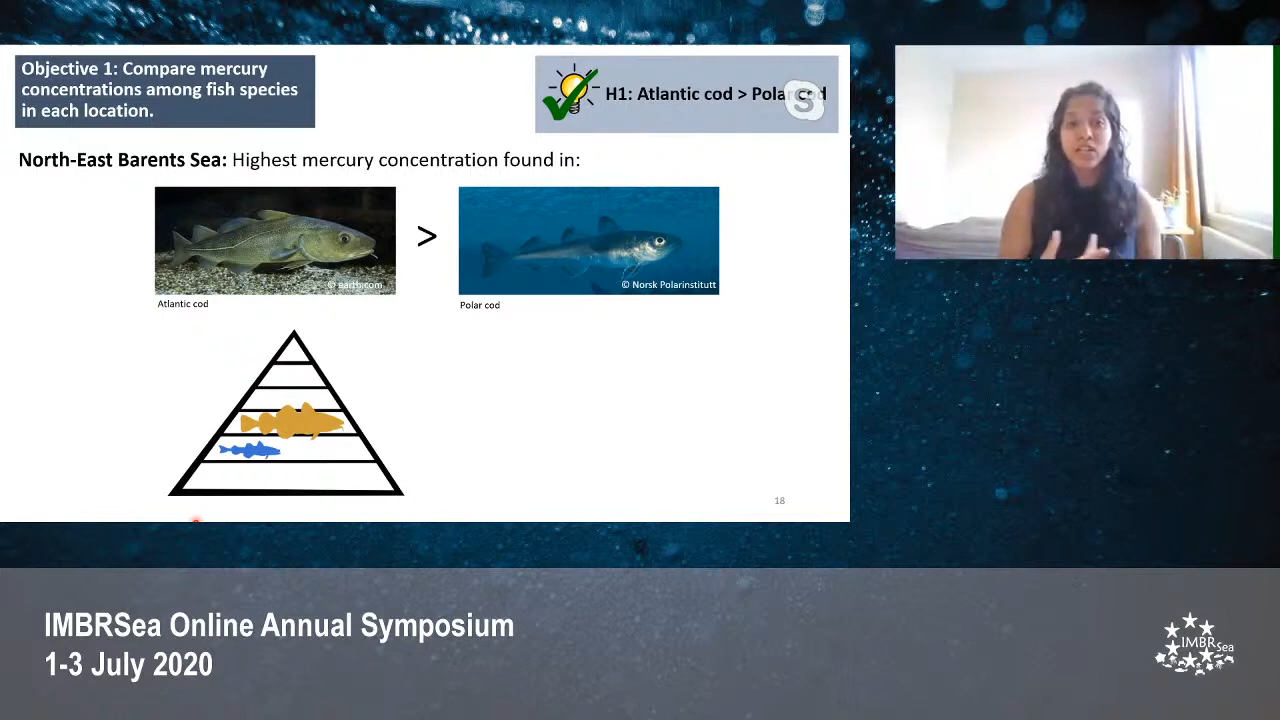 Objective 1: Compare mercury
concentrations among fish species
in each location.
H1: Atlantic cod > Polar cod
North-East Barents Sea: Highest mercury concentration found in:
>
© earth.com
© Norsk Polarinstitutt
Atlantic cod
Polar cod
18
IMBRSea Online Annual Symposium
1-3 July 2020
IMBRSea